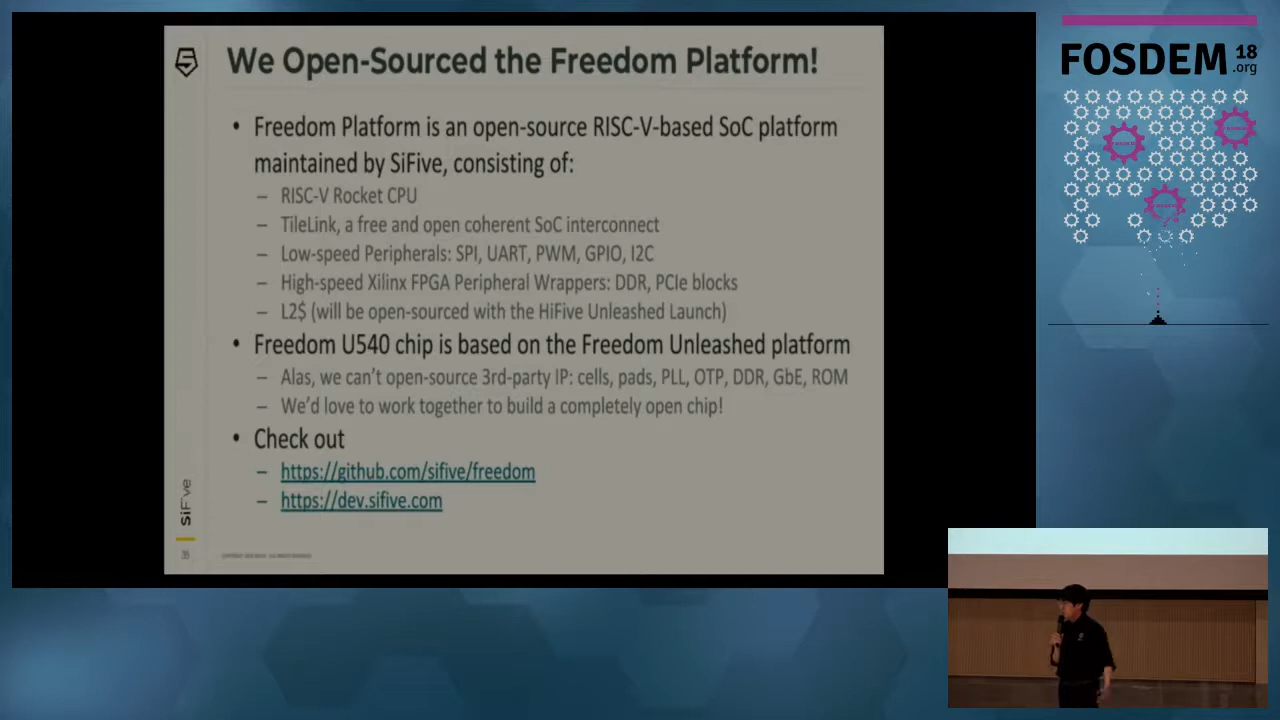 We Open-Sourced the Freedom Platform!
• Freedom Platform is an open-source RISC-V-based SoC platform
maintained by SiFive, consisting of:
– RISC-V Rocket CPU
– TileLink, a free and open coherent SoC interconnect
– Low-speed Peripherals: SPI, UART, PWM, GPIO, I2C
– High-speed Xilinx FPGA Peripheral Wrappers: DDR, PCIe blocks
– L2$ (will be open-sourced with the HiFive Unleashed Launch)
• Freedom U540 chip is based on the Freedom Unleashed platform
– Alas, we can't open-source 3rd-party IP: cells, pads, PLL, OTP, DDR, GbE, ROM
– We'd love to work together to build a completely open chip!
• Check out
– https://github.com/sifive/freedom
– https://dev.sifive.com
SiFive
FOSDEM 18
.org